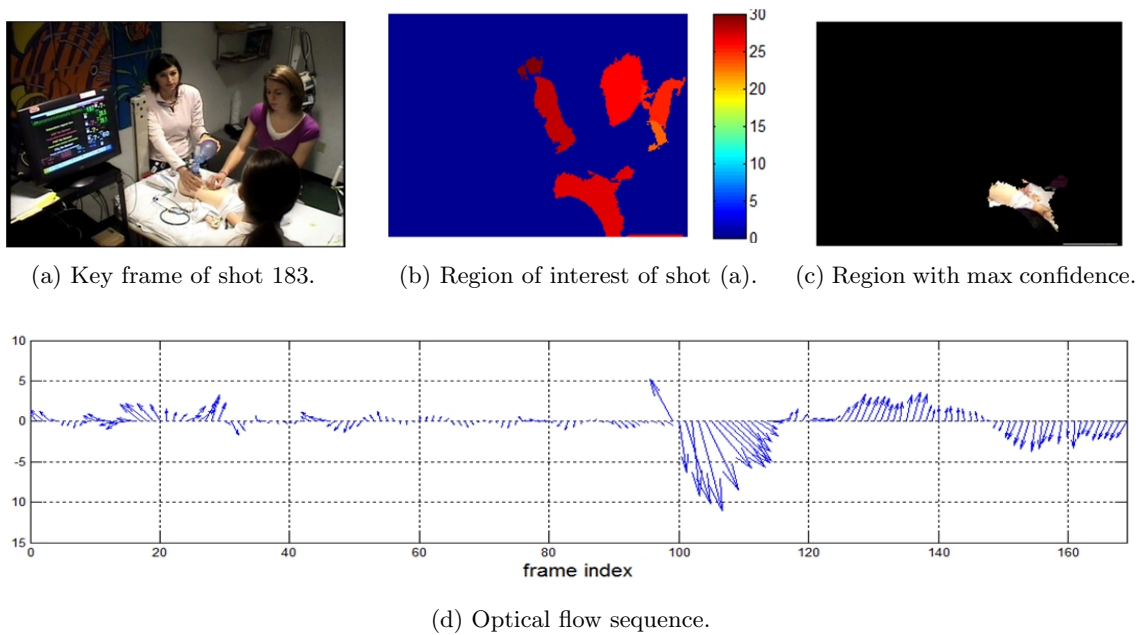 30
25
20
15
10
5
0
(a) Key frame of shot 183.
(b) Region of interest of shot (a).
(c) Region with max confidence.
10
5
0
5
10
15
0 20 40 60 80 100 120 140 160
frame index
(d) Optical flow sequence.